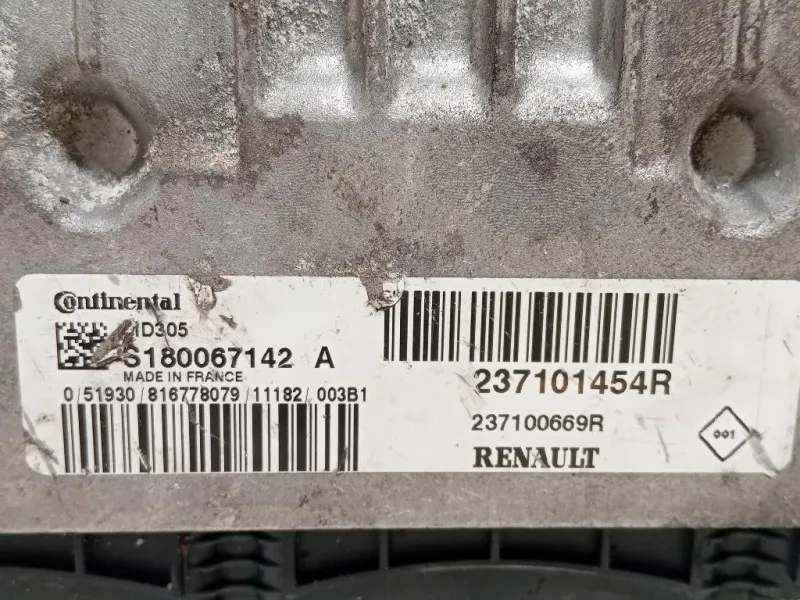 Continental
ID305
S180067142 A
MADE IN FRANCE
0/51930/816778079/11182/003B1
237101454R
237100669R
RENAULT
001